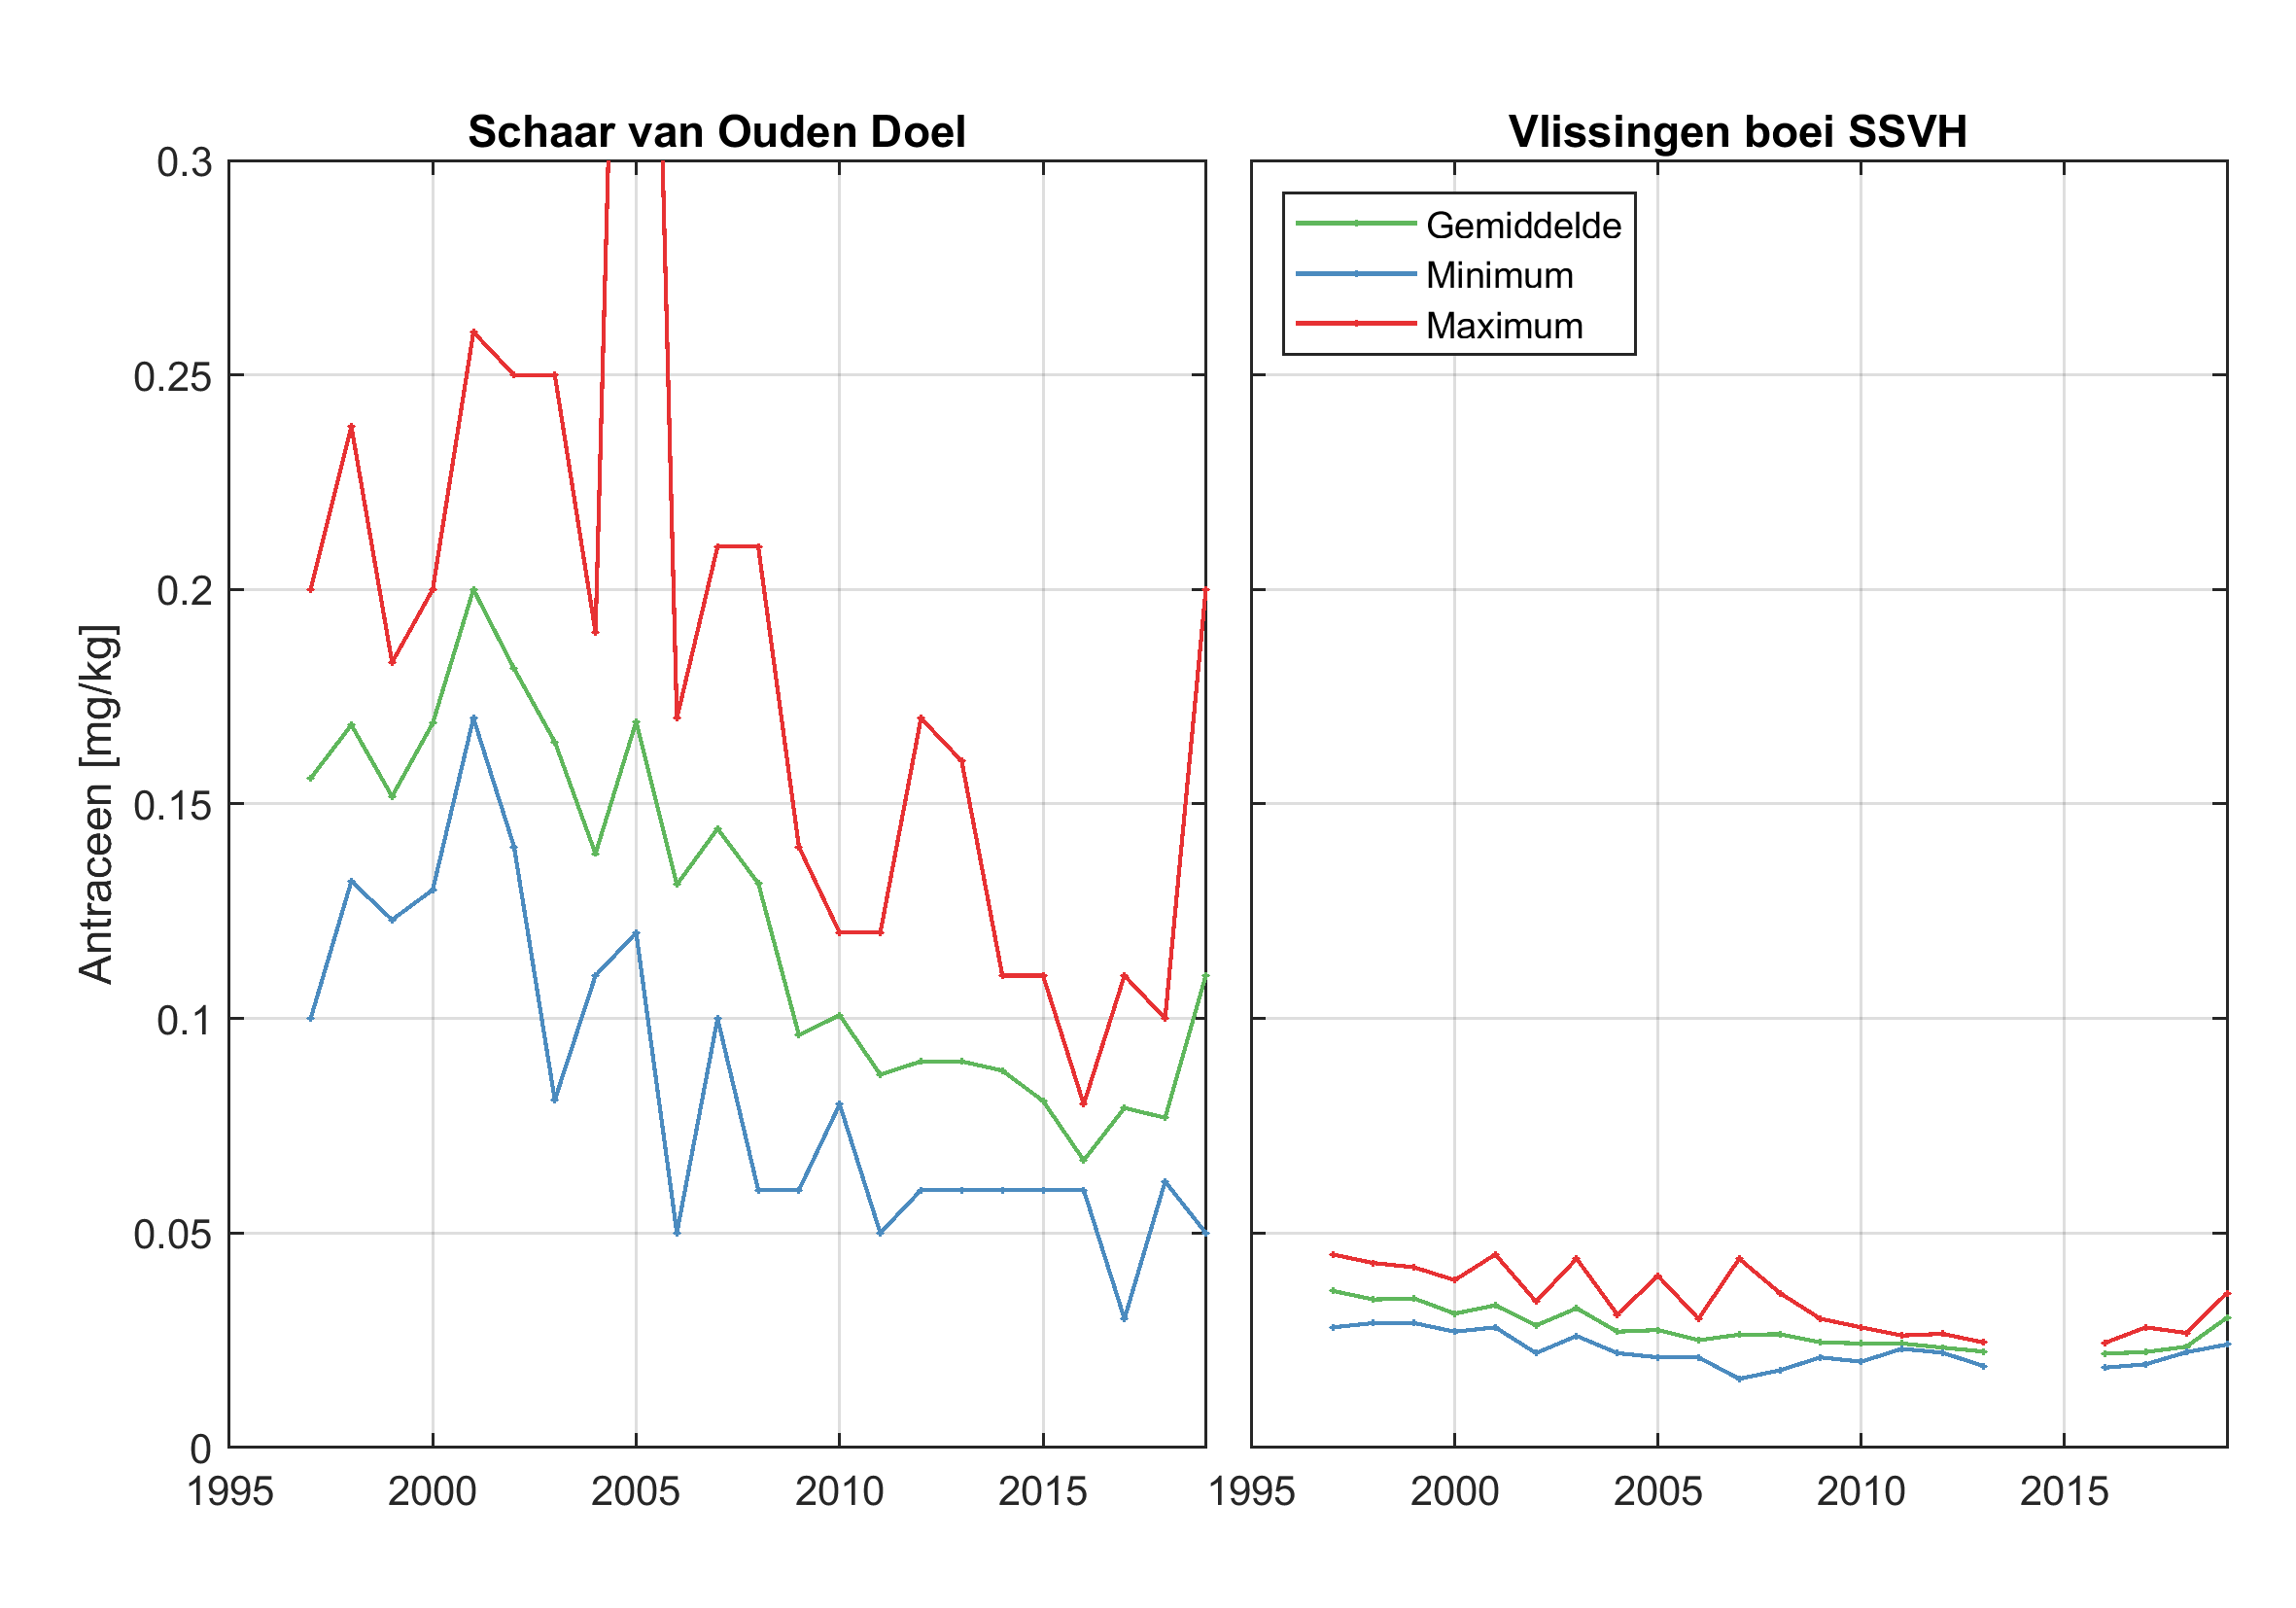 Schaar van Ouden Doel
Vlissingen boei SSVH
Antraceen [mg/kg]
0.3
0.25
0.2
0.15
0.1
0.05
0
1995
2000
2005
2010
2015
1995
2000
2005
2010
2015
Gemiddelde
Minimum
Maximum